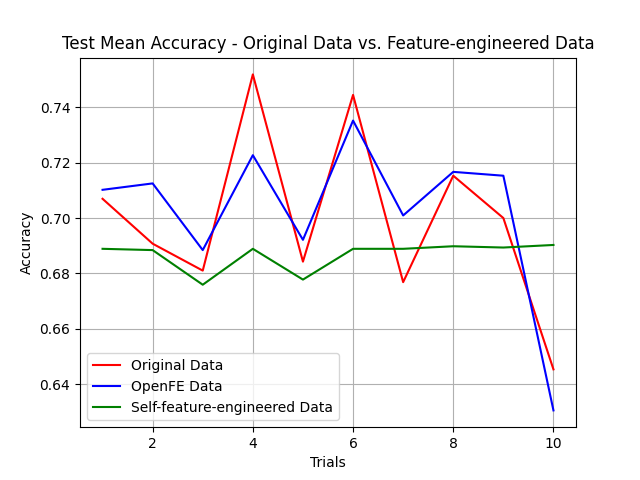 Test Mean Accuracy - Original Data vs. Feature-engineered Data
Accuracy
0.74
0.72
0.70
0.68
0.66
0.64
Original Data
OpenFE Data
Self-feature-engineered Data
2 4 6 8 10
Trials